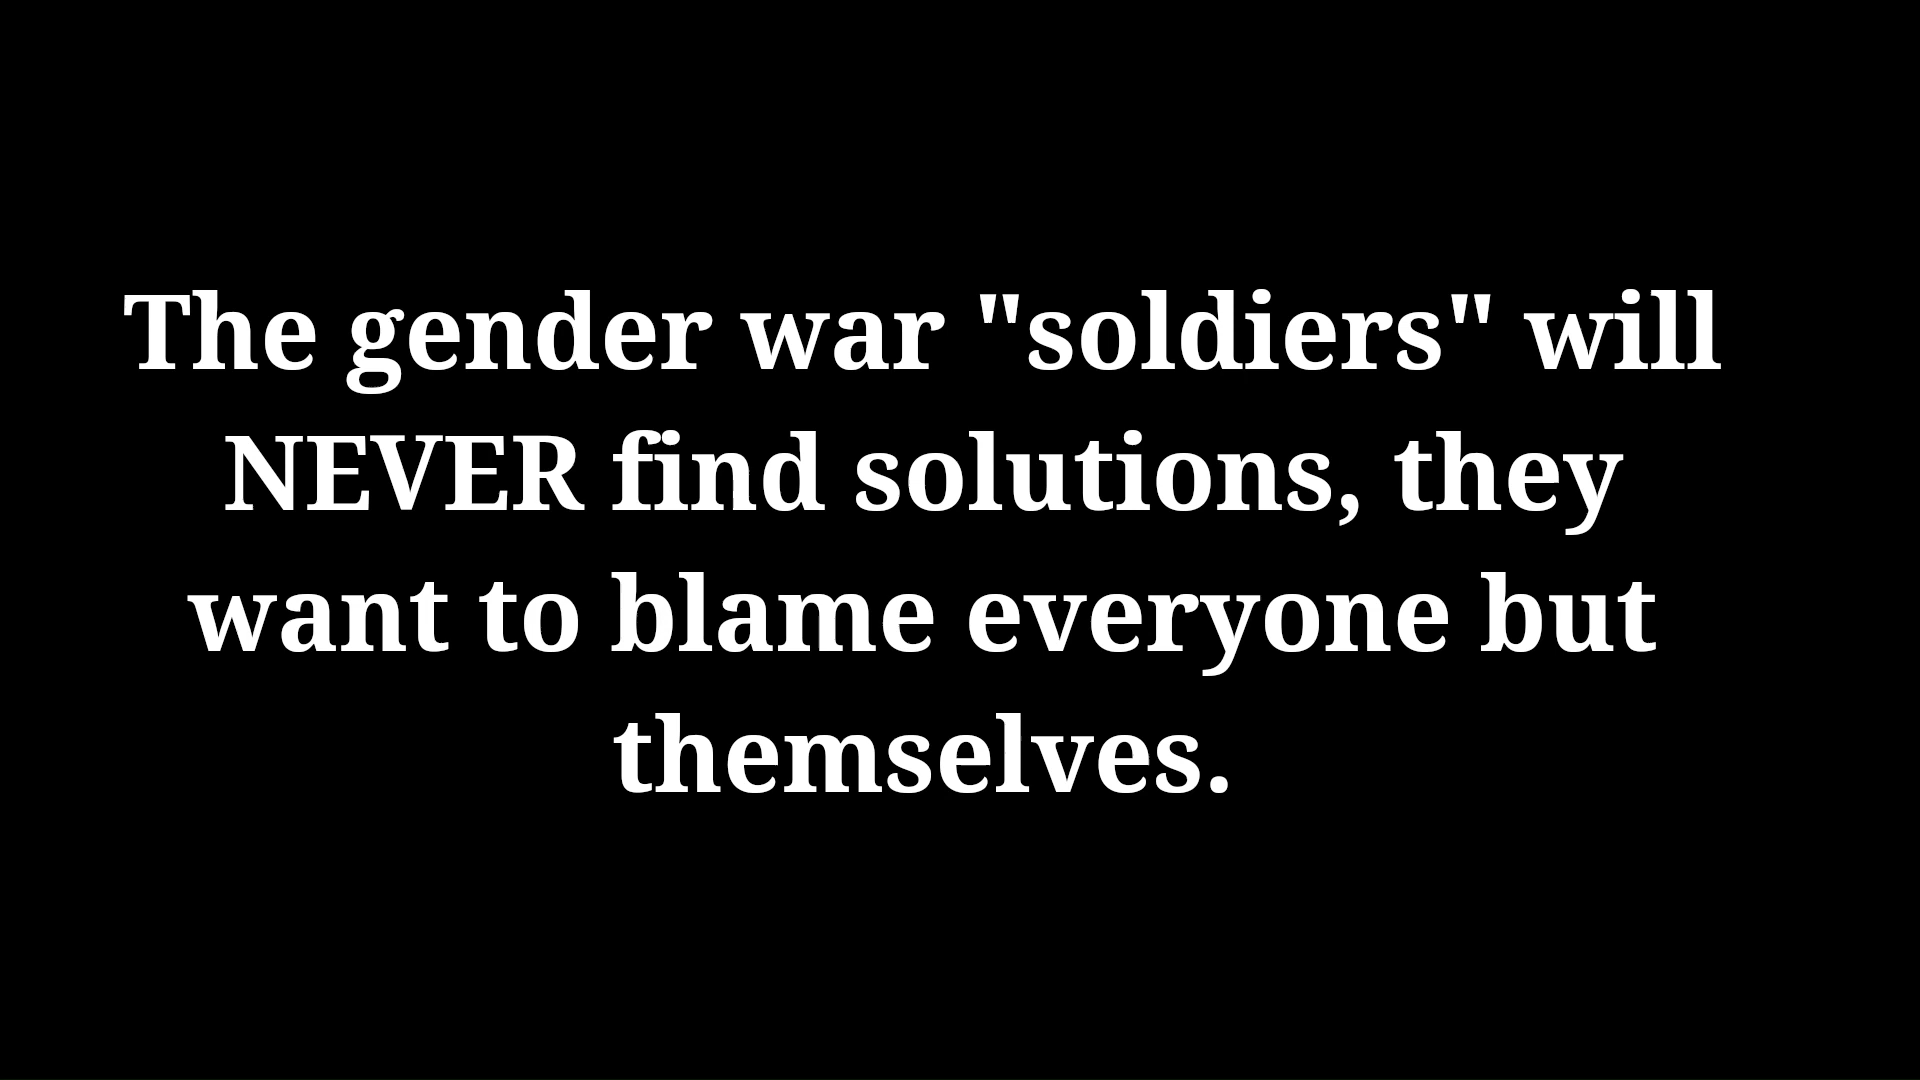 The gender war "soldiers" will
NEVER find solutions, they
want to blame everyone but
themselves.